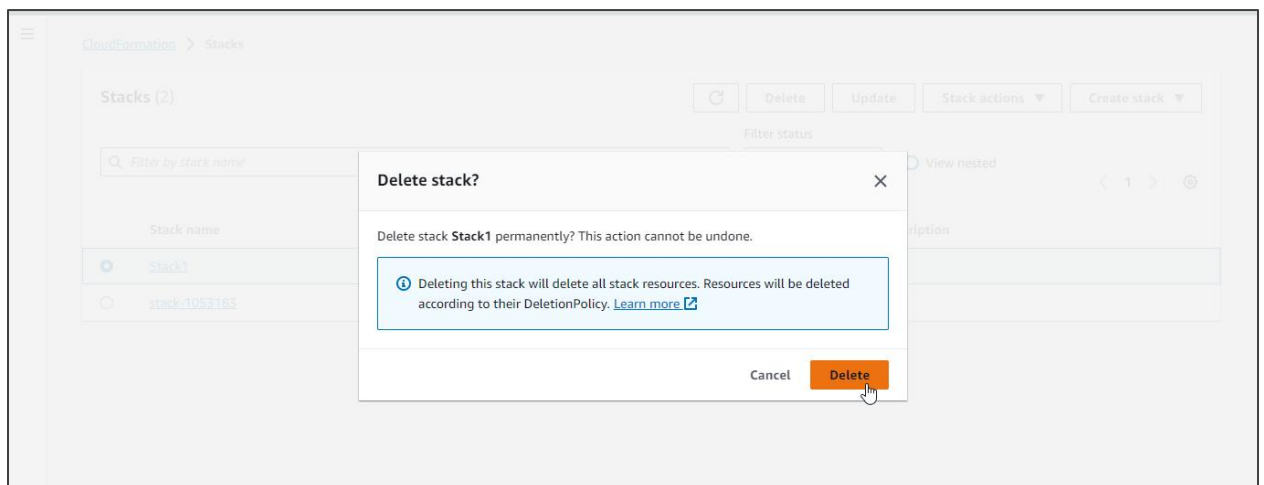 CloudFormation > Stacks
Stacks (2)
Delete
Update
Stack actions
Create stack
Filter status
Filter by stack name
View nested
1
Delete stack?
Delete stack Stack1 permanently? This action cannot be undone.
Deleting this stack will delete all stack resources. Resources will be deleted
according to their DeletionPolicy. Learn more
Cancel
Delete
Stack name
ription
Stack1
stack-1053163